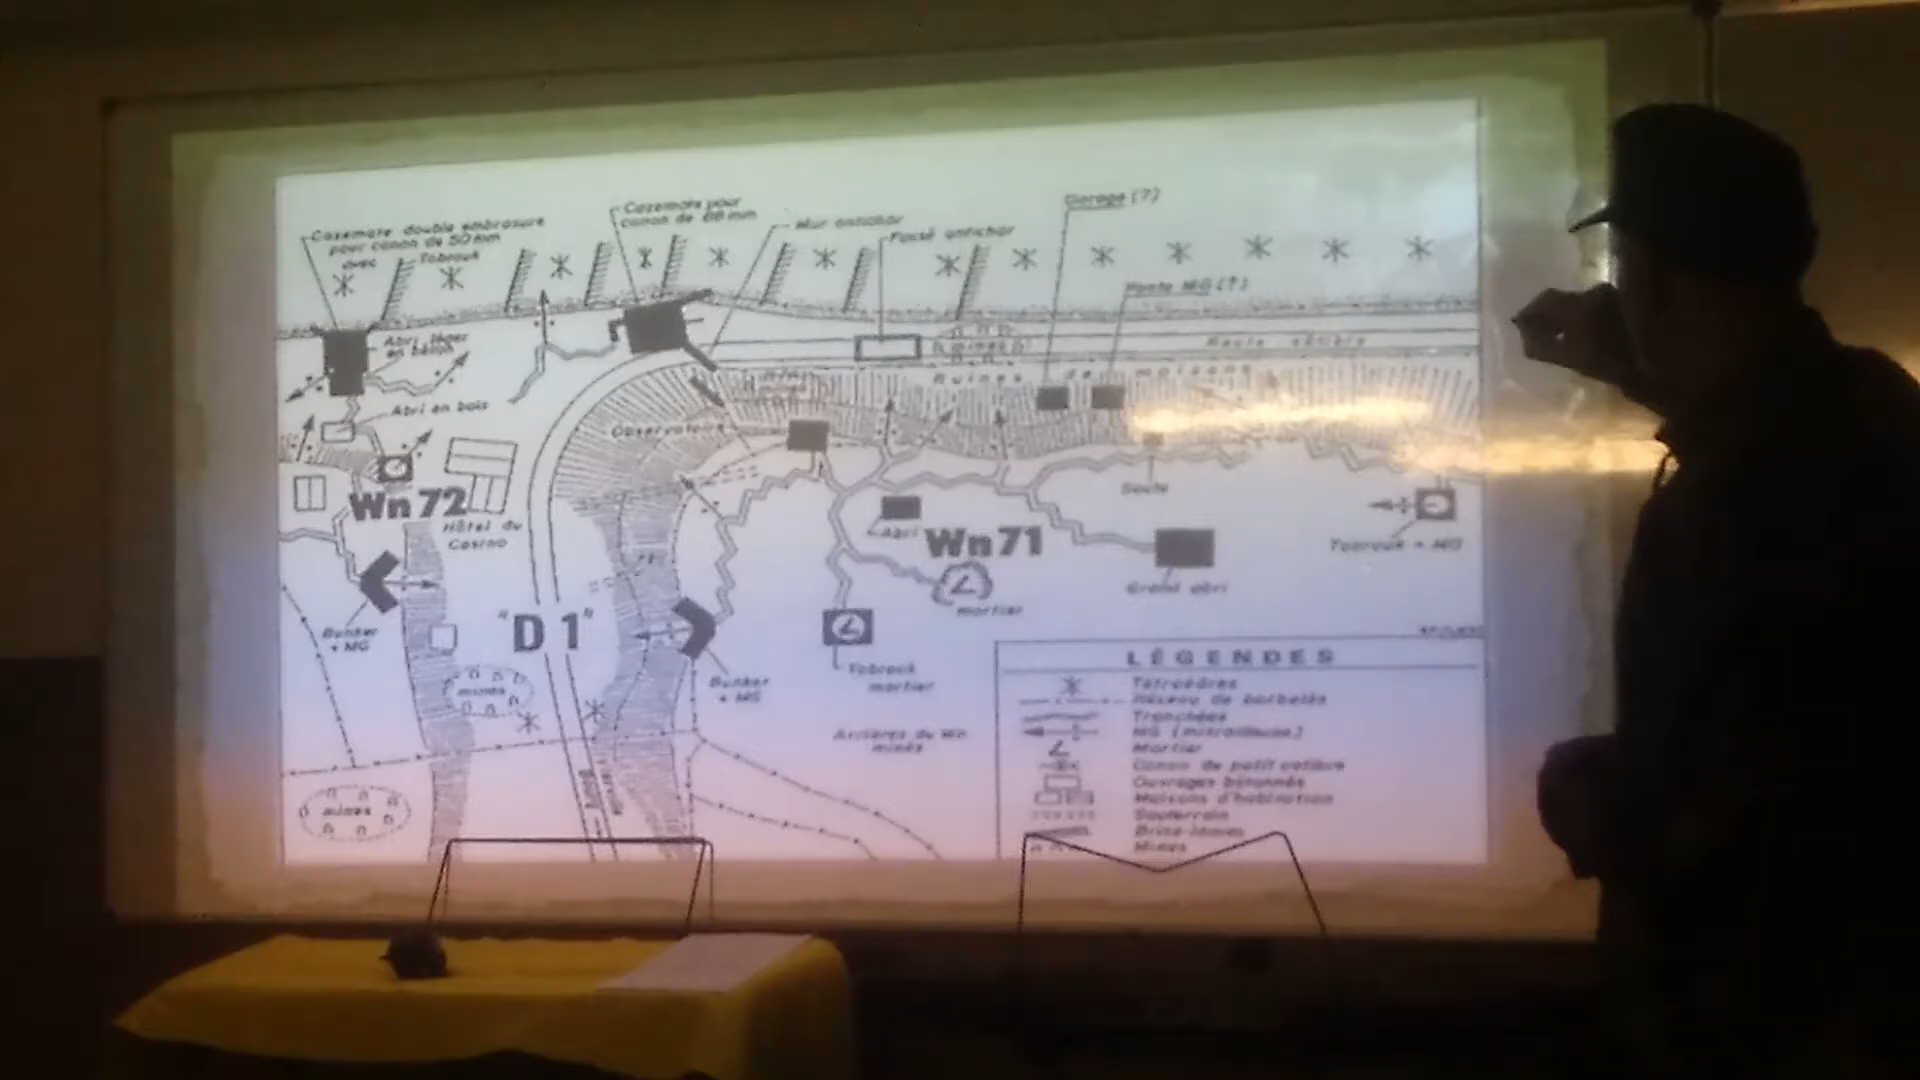 Casemate double embrasure
pour canon de 50mm
avec Tobrouk
Casemate pour
canon de 88mm
Mur antichar
Fossé antichar
Garage (?)
Poste MG (?)
Abri léger
en béton
mines
Route côtière
Ruines de maisons
Abri en bois
Observatoire
Wn 72
Hôtel du
Casino
Soute
Abri
Wn 71
Tobrouk + MG
Grand abri
mortier
Bunker
+ MG
"D 1"
mines
Bunker
+ MG
Tobrouk
mortier
Arrières du Wn
minés
mines
LÉGENDES
Tétraèdres
Réseau de barbelés
Tranchées
MG (mitrailleuse)
Mortier
Canon de petit calibre
Ouvrages bétonnés
Maisons d'habitation
Souterrain
Brise-lames
Mines